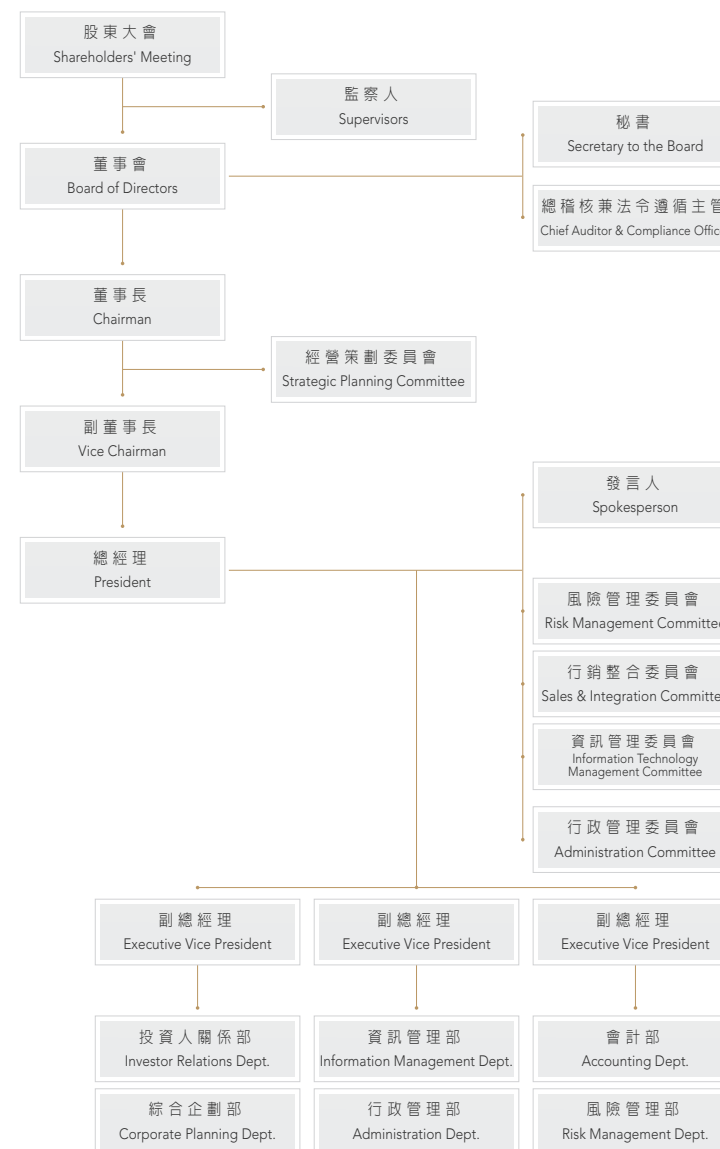 股東大會
Shareholders' Meeting
監察人
Supervisors
秘書
Secretary to the Board
董事會
Board of Directors
總稽核兼法令遵循主管
Chief Auditor & Compliance Offic
董事長
Chairman
經營策劃委員會
Strategic Planning Committee
副董事長
Vice Chairman
發言人
Spokesperson
總經理
President
風險管理委員會
Risk Management Committee
行銷整合委員會
Sales & Integration Committe
資訊管理委員會
Information Technology
Management Committee
行政管理委員會
Administration Committee
副總經理
Executive Vice President
副總經理
Executive Vice President
副總經理
Executive Vice President
投資人關係部
Investor Relations Dept.
資訊管理部
Information Management Dept.
會計部
Accounting Dept.
綜合企劃部
Corporate Planning Dept.
行政管理部
Administration Dept.
風險管理部
Risk Management Dept.